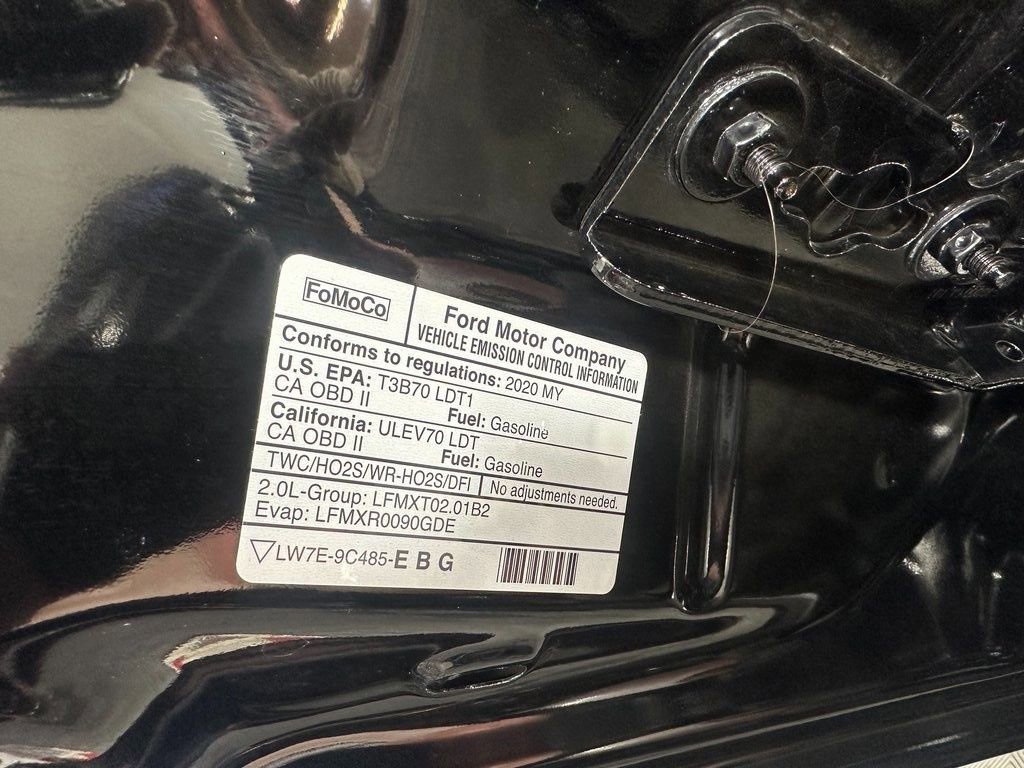 FoMoCo
Ford Motor Company
VEHICLE EMISSION CONTROL INFORMATION
Conforms to regulations: 2020 MY
U.S. EPA: T3B70 LDT1
CA OBD II Fuel: Gasoline
California: ULEV70 LDT
CA OBD II Fuel: Gasoline
TWC/HO2S/WR-HO2S/DFI No adjustments needed.
2.0L-Group: LFMXT02.01B2
Evap: LFMXR0090GDE
▽LW7E-9C485-E B G